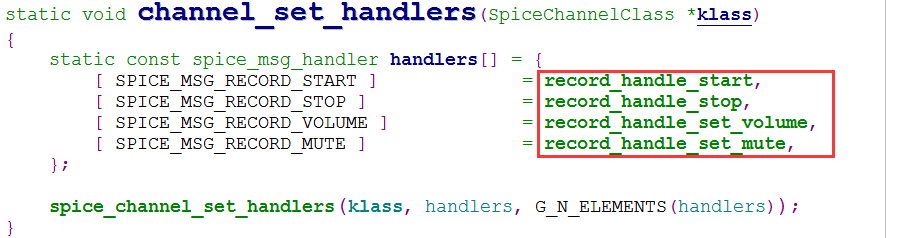 static void channel_set_handlers(SpiceChannelClass *klass)
{
    static const spice_msg_handler handlers[] = {
        [ SPICE_MSG_RECORD_START ]              = record_handle_start,
        [ SPICE_MSG_RECORD_STOP ]               = record_handle_stop,
        [ SPICE_MSG_RECORD_VOLUME ]             = record_handle_set_volume,
        [ SPICE_MSG_RECORD_MUTE ]               = record_handle_set_mute,
    };
    spice_channel_set_handlers(klass, handlers, G_N_ELEMENTS(handlers));
}